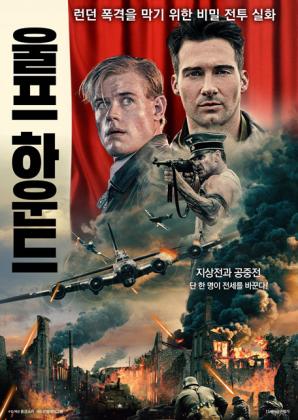 런던 폭격을 막기 위한 비밀 전투 실화
울프 하운드
지상전과 공중전
단 한 명이 전세를 바꾼다!